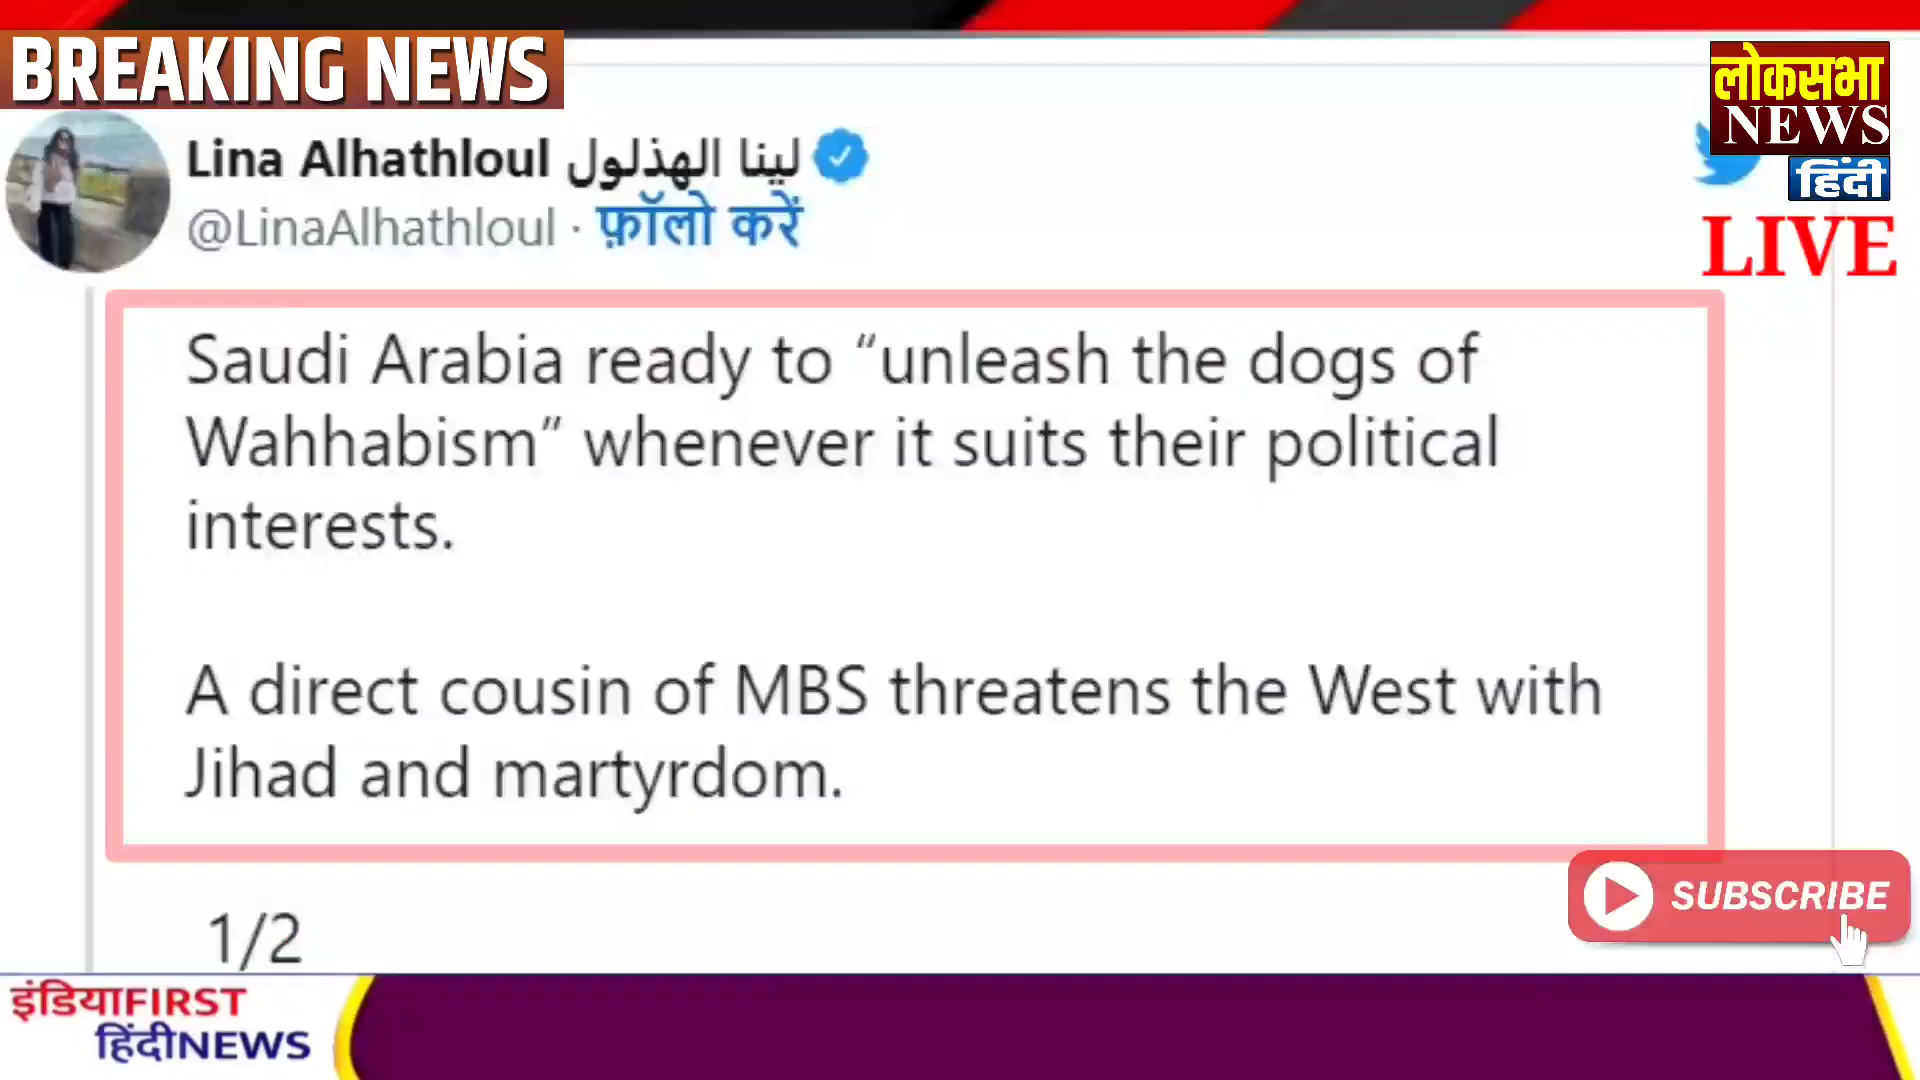 BREAKING NEWS
लोकसभा
NEWS
हिंदी
LIVE
Lina Alhathloul لينا الهذلول
@LinaAlhathloul · फ़ॉलो करें
Saudi Arabia ready to “unleash the dogs of
Wahhabism” whenever it suits their political
interests.
A direct cousin of MBS threatens the West with
Jihad and martyrdom.
1/2
SUBSCRIBE
इंडियाFIRST
हिंदीNEWS